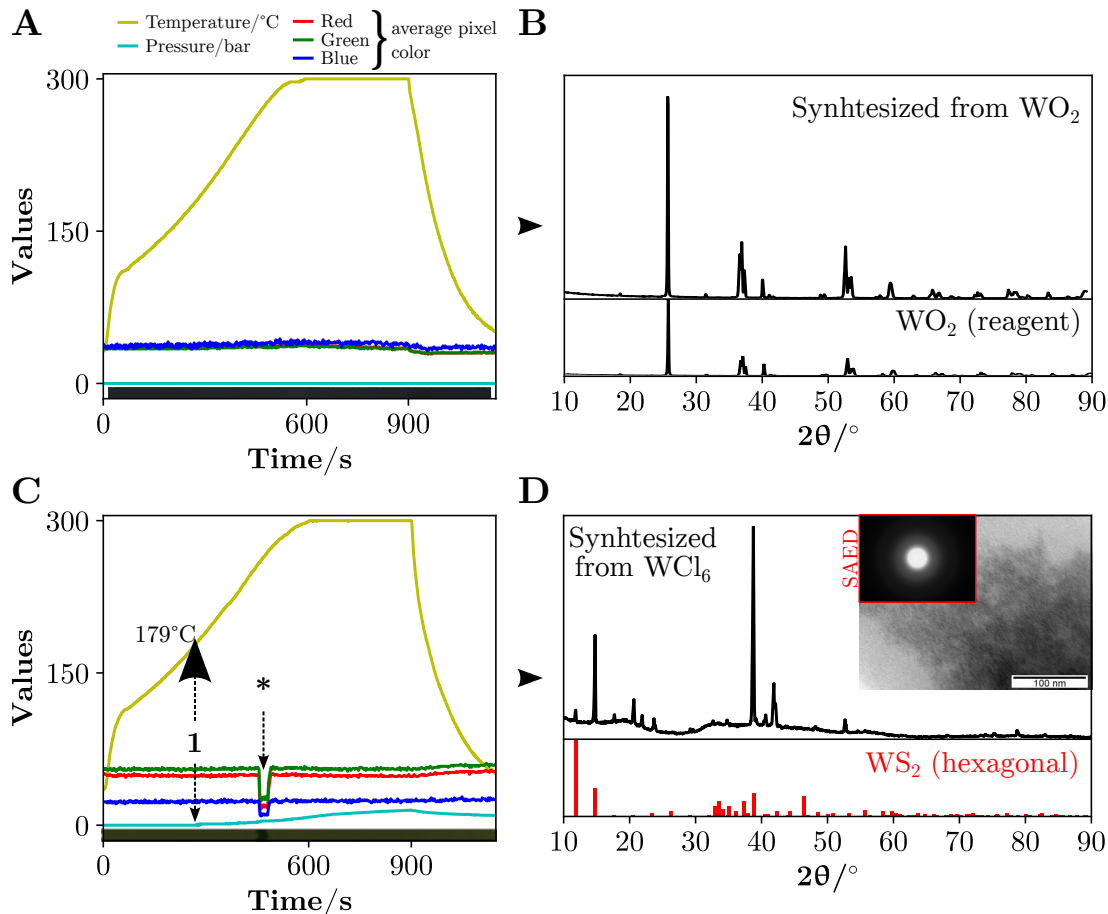 A
Temperature/°C
Pressure/bar
Red
Green
Blue
average pixel
color
B
300
150
0
Values
0
600
900
Time/s
Synhtesized from WO₂
WO₂ (reagent)
10
20
30
40
50
60
70
80
90
2θ/°
C
300
150
0
Values
179°C
1
*
0
600
900
Time/s
D
Synhtesized
from WCl₆
SAED
100 nm
WS₂ (hexagonal)
10
20
30
40
50
60
70
80
90
2θ/°